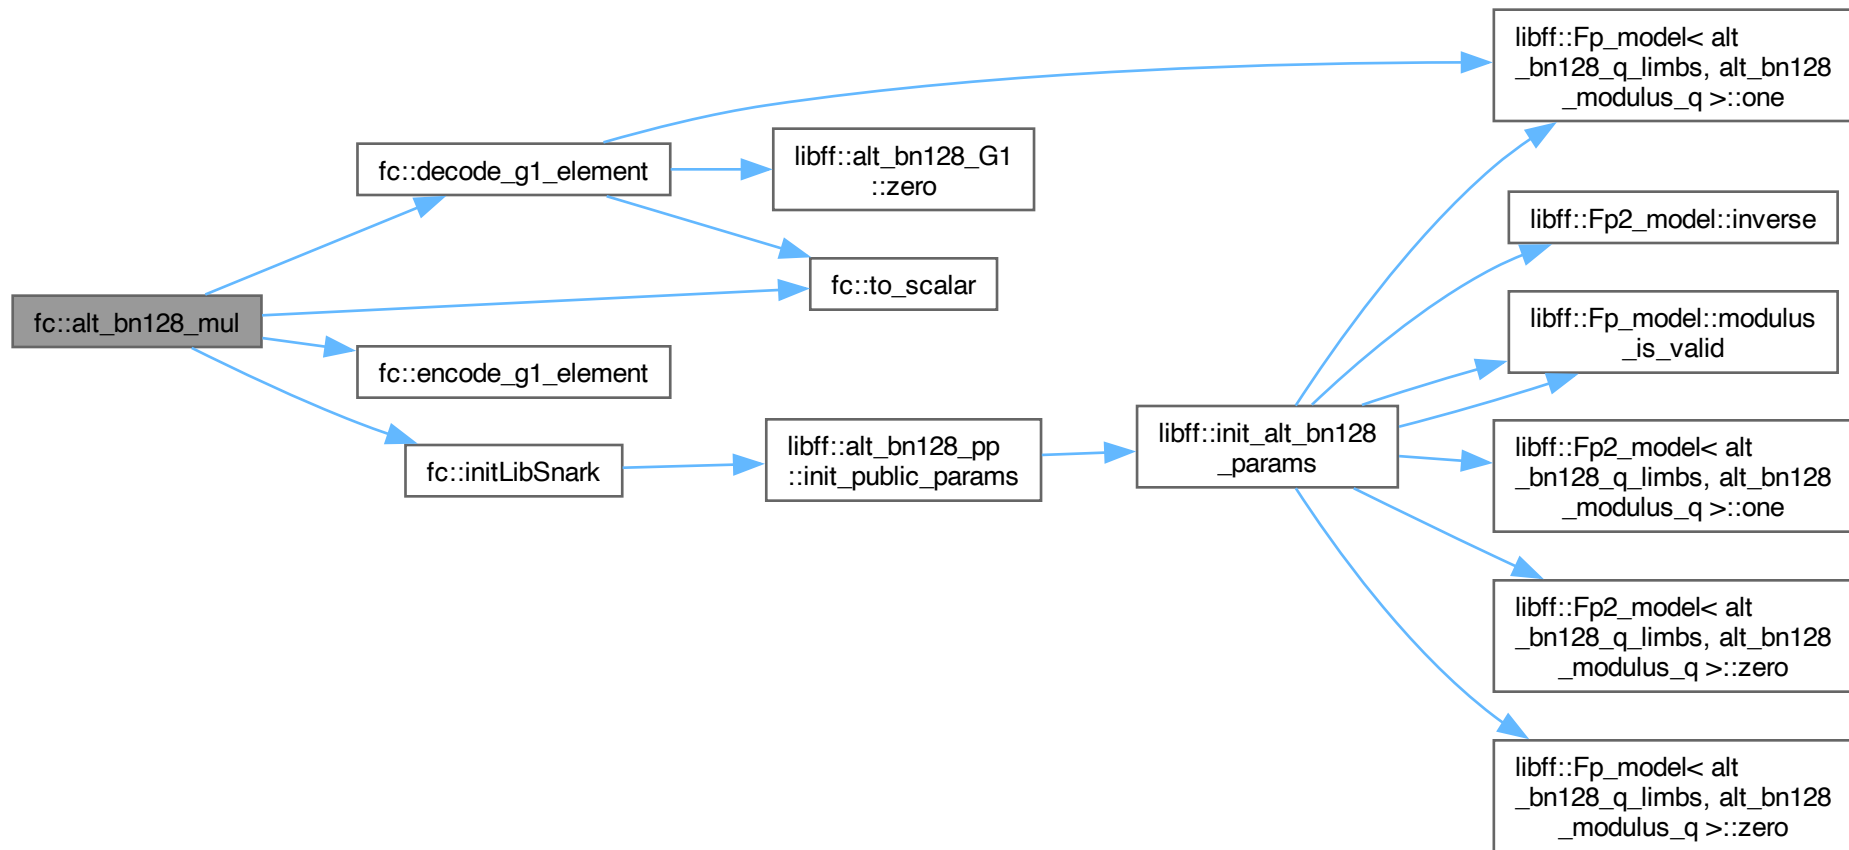 fc::alt_bn128_mul
fc::decode_g1_element
fc::encode_g1_element
fc::initLibSnark
libff::alt_bn128_G1
::zero
fc::to_scalar
libff::alt_bn128_pp
::init_public_params
libff::init_alt_bn128
_params
libff::Fp_model< alt
_bn128_q_limbs, alt_bn128
_modulus_q >::one
libff::Fp2_model::inverse
libff::Fp_model::modulus
_is_valid
libff::Fp2_model< alt
_bn128_q_limbs, alt_bn128
_modulus_q >::one
libff::Fp2_model< alt
_bn128_q_limbs, alt_bn128
_modulus_q >::zero
libff::Fp_model< alt
_bn128_q_limbs, alt_bn128
_modulus_q >::zero